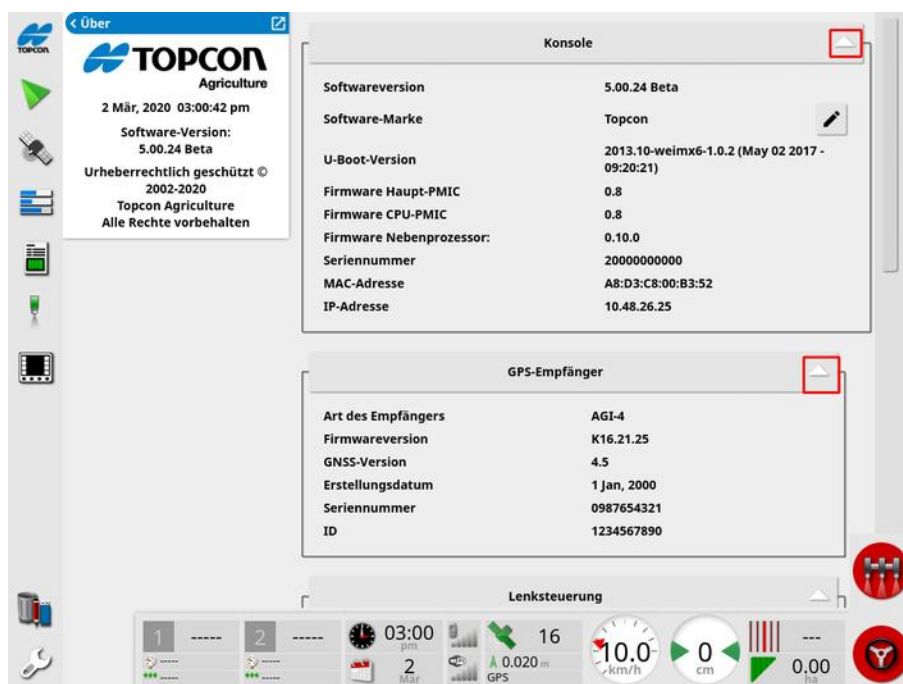 TOPCON
< Über
TOPCON
Agriculture
2 Mär, 2020 03:00:42 pm
Software-Version:
5.00.24 Beta
Urheberrechtlich geschützt ©
2002-2020
Topcon Agriculture
Alle Rechte vorbehalten
Konsole
Softwareversion 5.00.24 Beta
Software-Marke Topcon
U-Boot-Version 2013.10-weimx6-1.0.2 (May 02 2017 -
09:20:21)
Firmware Haupt-PMIC 0.8
Firmware CPU-PMIC 0.8
Firmware Nebenprozessor: 0.10.0
Seriennummer 20000000000
MAC-Adresse A8:D3:C8:00:B3:52
IP-Adresse 10.48.26.25
GPS-Empfänger
Art des Empfängers AGI-4
Firmwareversion K16.21.25
GNSS-Version 4.5
Erstellungsdatum 1 Jan, 2000
Seriennummer 0987654321
ID 1234567890
Lenksteuerung
1 ----- 2 ----- 03:00 16 10.0 0 ---
pm km/h cm
----- ----- 2 0.020 m 0.00
----- ----- Mar GPS ha